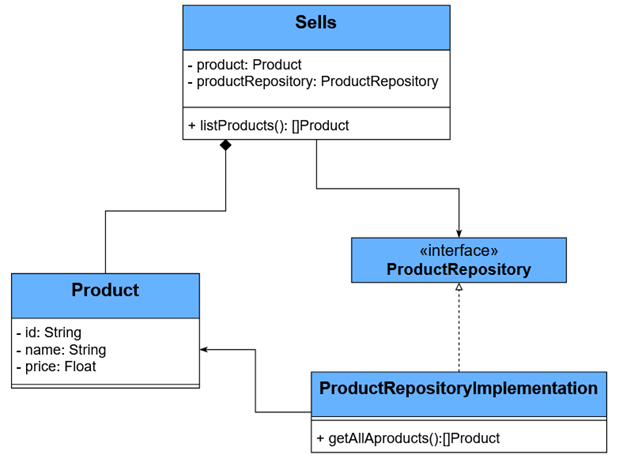 Sells
- product: Product
- productRepository: ProductRepository
+ listProducts(): []Product
«interface»
ProductRepository
Product
- id: String
- name: String
- price: Float
ProductRepositoryImplementation
+ getAllAproducts():[]Product